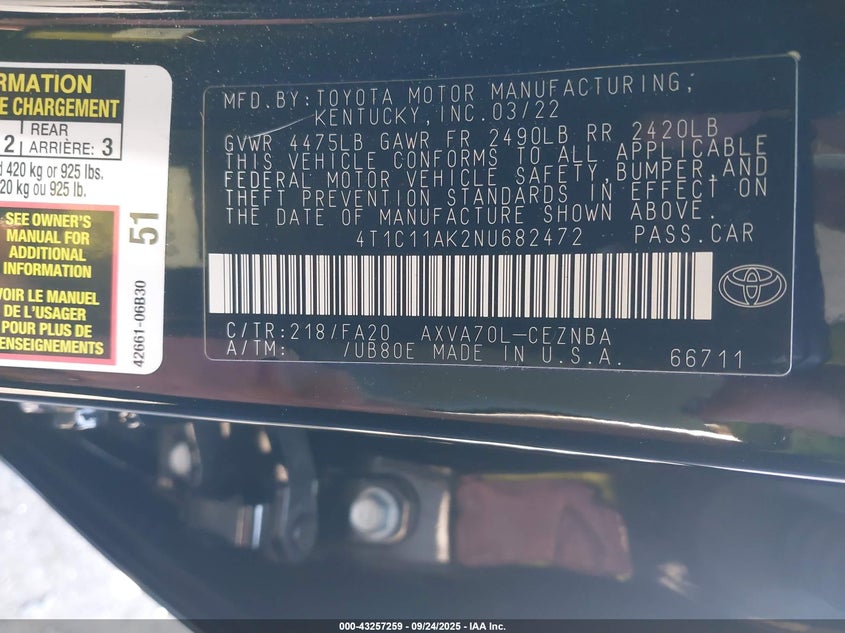 RMATION
E CHARGEMENT
2 REAR 3
ARRIÈRE:
d 420 kg or 925 lbs.
20 kg ou 925 lb.
SEE OWNER'S
MANUAL FOR
ADDITIONAL
INFORMATION
VOIR LE MANUEL
DE L'USAGER
POUR PLUS DE
RENSEIGNEMENTS
51
42661-06B30
MFD.BY:TOYOTA MOTOR MANUFACTURING,
KENTUCKY,INC.03/22
GVWR 4475LB GAWR FR 2490LB RR 2420LB
THIS VEHICLE CONFORMS TO ALL APPLICABLE
FEDERAL MOTOR VEHICLE SAFETY,BUMPER,AND
THEFT PREVENTION STANDARDS IN EFFECT ON
THE DATE OF MANUFACTURE SHOWN ABOVE.
4T1C11AK2NU682472 PASS.CAR
C/TR:218/FA20 AXVA70L-CEZNBA
A/TM: /UB80E MADE IN U.S.A. 66711
000-43257259 - 09/24/2025 - IAA Inc.